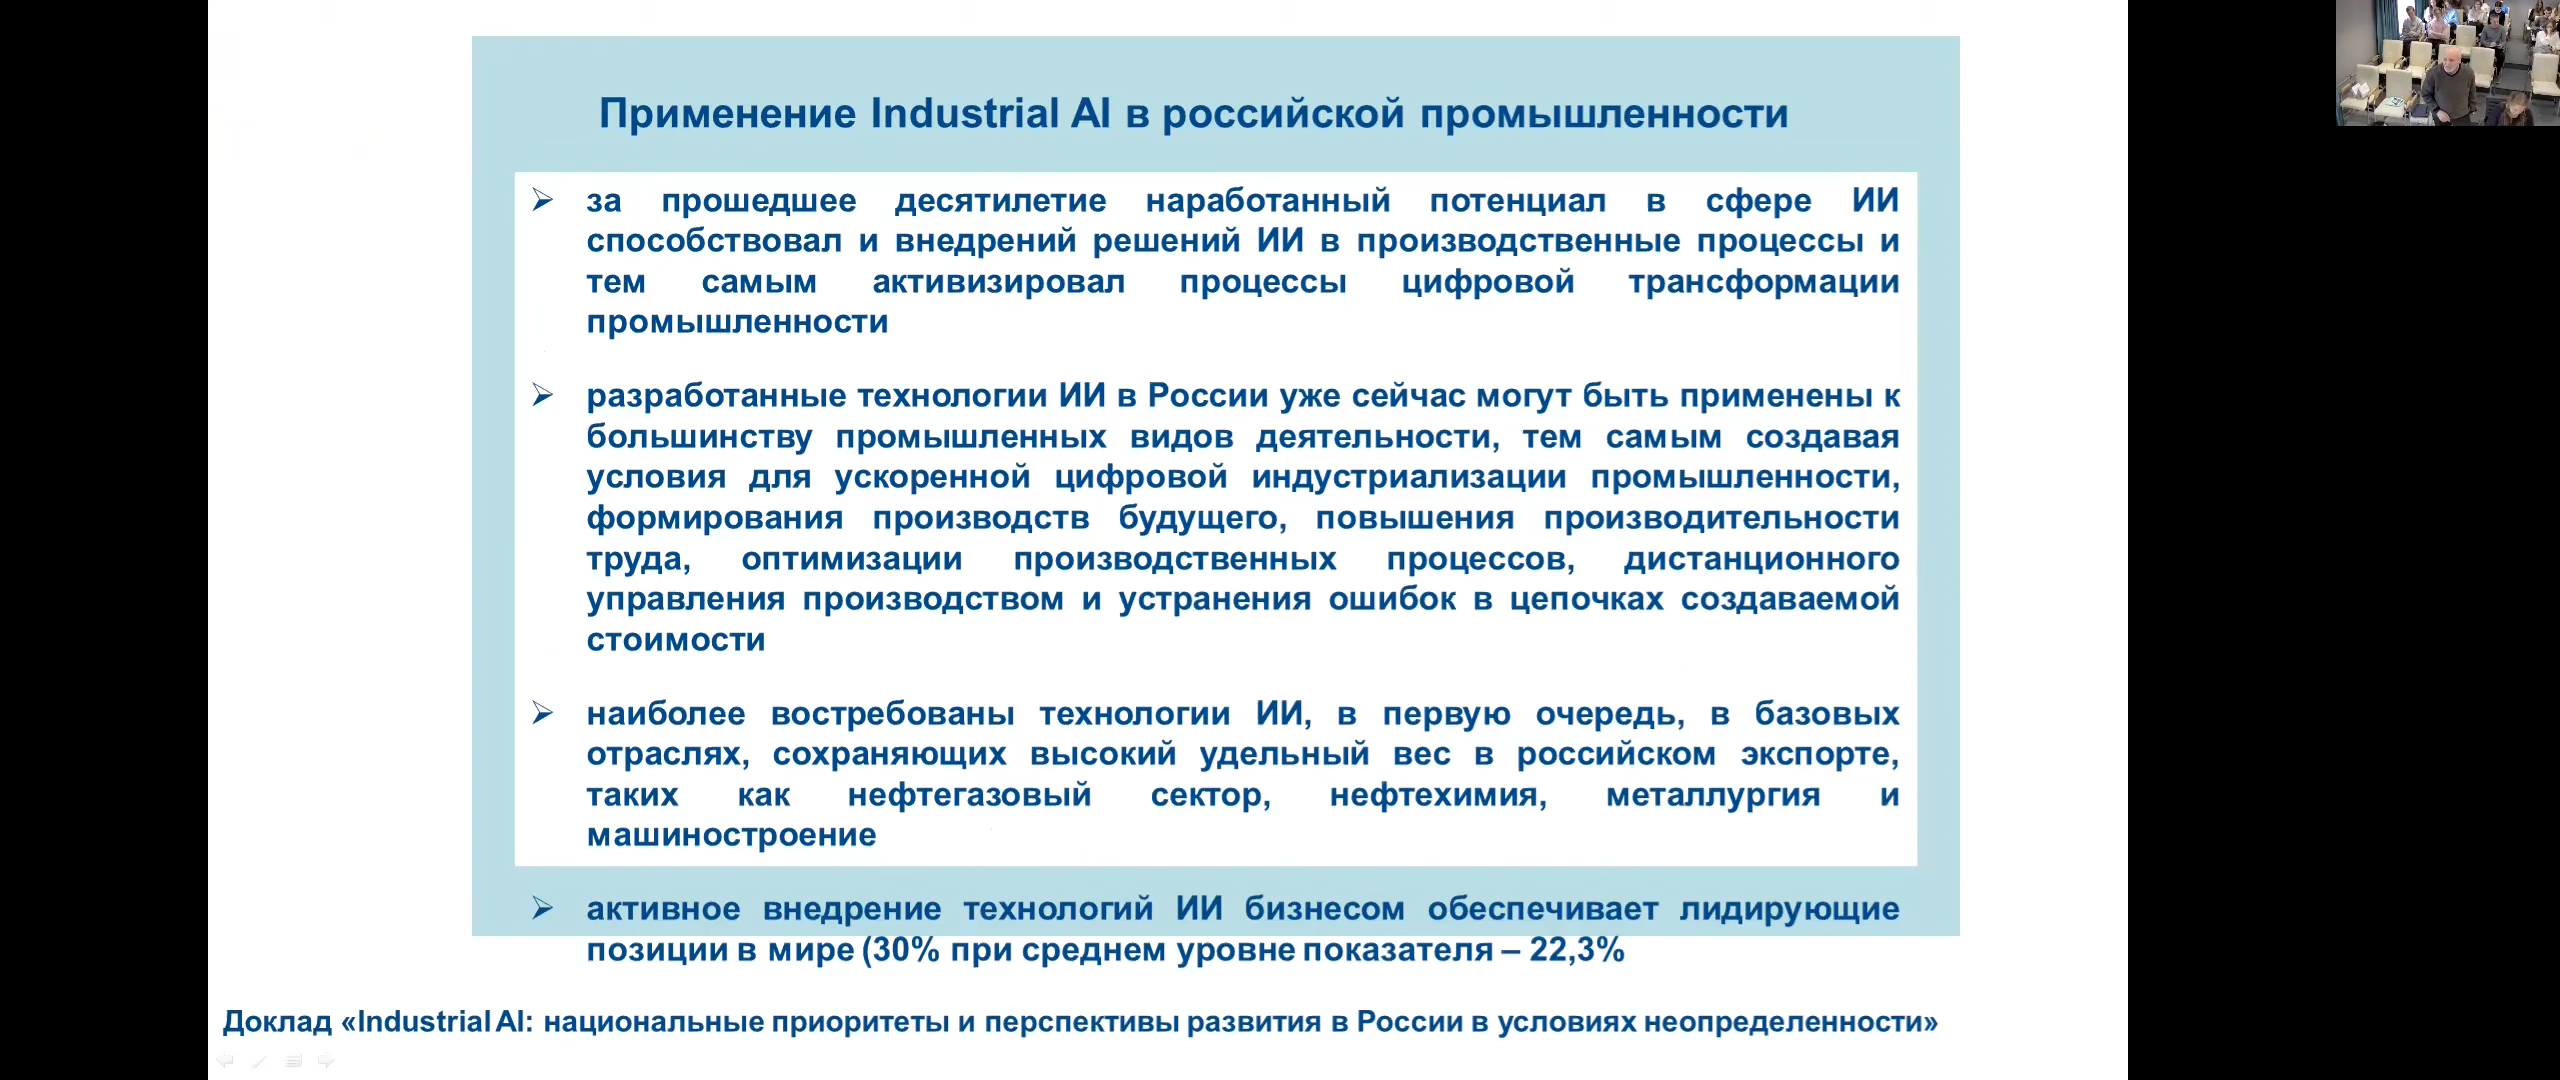 Применение Industrial AI в российской промышленности
➢ за прошедшее десятилетие наработанный потенциал в сфере ИИ
способствовал и внедрений решений ИИ в производственные процессы и
тем самым активизировал процессы цифровой трансформации
промышленности
➢ разработанные технологии ИИ в России уже сейчас могут быть применены к
большинству промышленных видов деятельности, тем самым создавая
условия для ускоренной цифровой индустриализации промышленности,
формирования производств будущего, повышения производительности
труда, оптимизации производственных процессов, дистанционного
управления производством и устранения ошибок в цепочках создаваемой
стоимости
➢ наиболее востребованы технологии ИИ, в первую очередь, в базовых
отраслях, сохраняющих высокий удельный вес в российском экспорте,
таких как нефтегазовый сектор, нефтехимия, металлургия и
машиностроение
➢ активное внедрение технологий ИИ бизнесом обеспечивает лидирующие
позиции в мире (30% при среднем уровне показателя – 22,3%
Доклад «Industrial AI: национальные приоритеты и перспективы развития в России в условиях неопределенности»